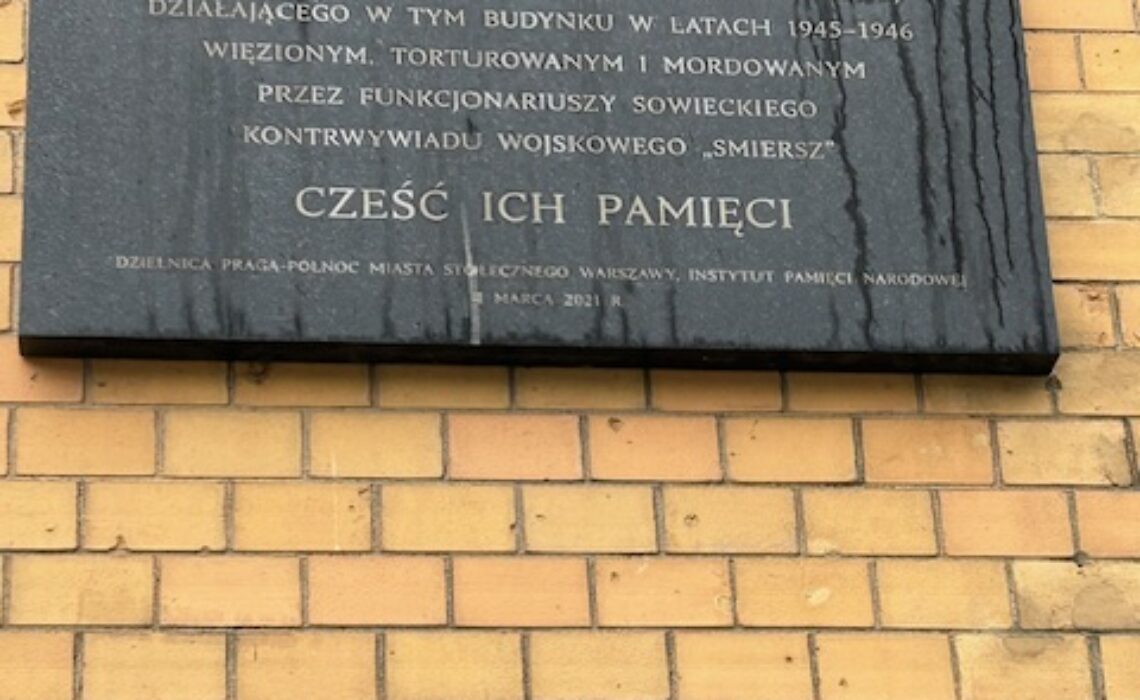 DZIAŁAJĄCEGO W TYM BUDYNKU W LATACH 1945–1946
WIĘZIONYM, TORTUROWANYM I MORDOWANYM
PRZEZ FUNKCJONARIUSZY SOWIECKIEGO
KONTRWYWIADU WOJSKOWEGO „SMIERSZ”
CZEŚĆ ICH PAMIĘCI
DZIELNICA PRAGA-PÓŁNOC MIASTA STOŁECZNEGO WARSZAWY, INSTYTUT PAMIĘCI NARODOWEJ
MARCA 2021 R.